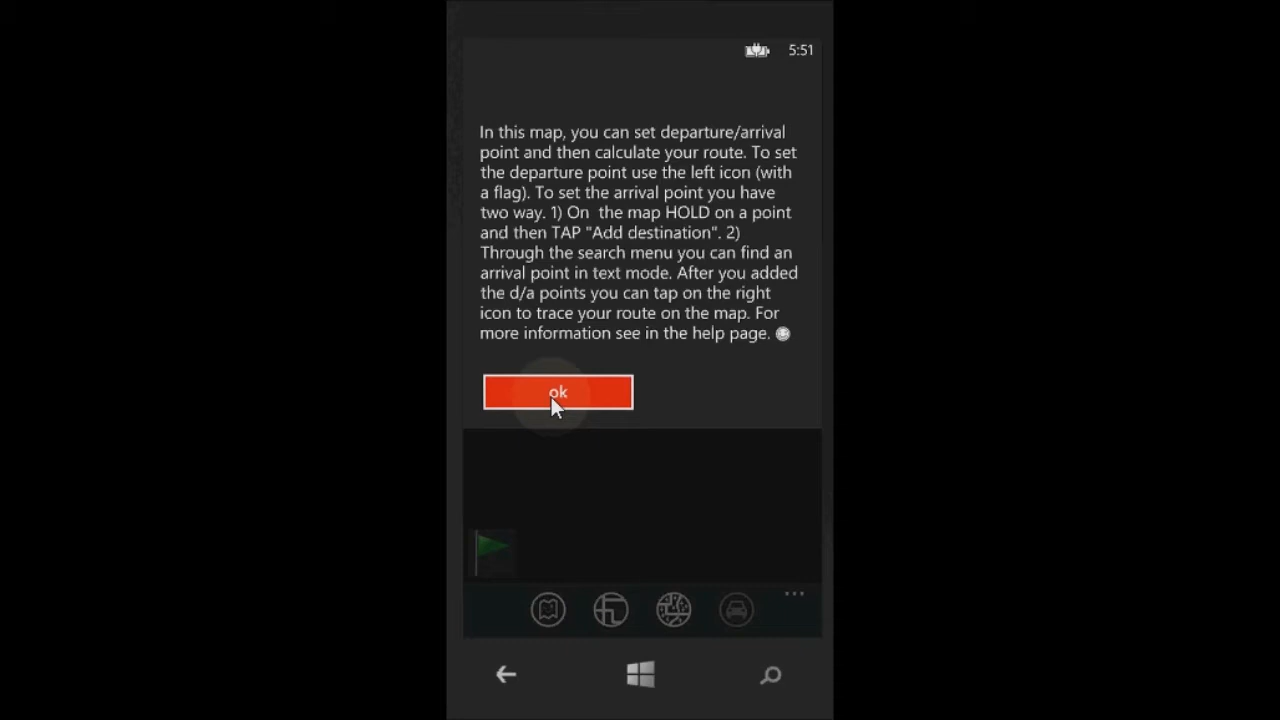 5:51
In this map, you can set departure/arrival
point and then calculate your route. To set
the departure point use the left icon (with
a flag). To set the arrival point you have
two way. 1) On  the map HOLD on a point
and then TAP "Add destination". 2)
Through the search menu you can find an
arrival point in text mode. After you added
the d/a points you can tap on the right
icon to trace your route on the map. For
more information see in the help page.
ok